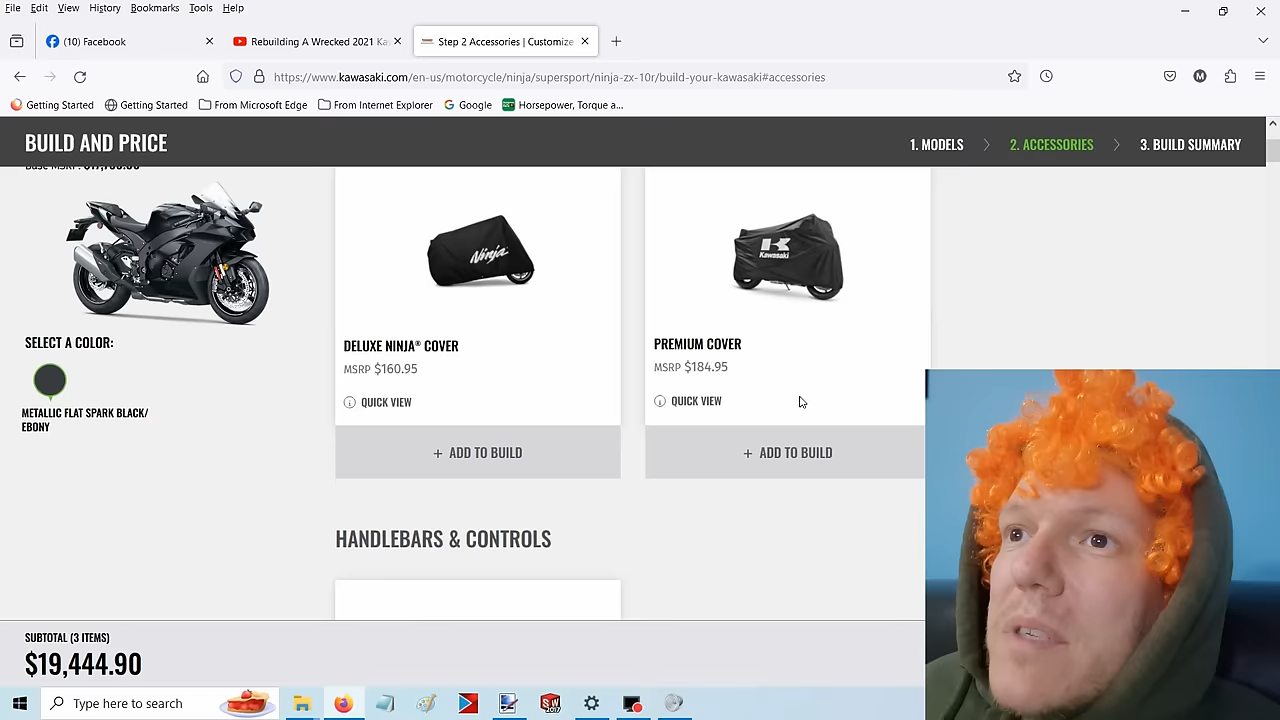 File Edit View History Bookmarks Tools Help
(10) Facebook
Rebuilding A Wrecked 2021 Ka
Step 2 Accessories | Customize
https://www.kawasaki.com/en-us/motorcycle/ninja/supersport/ninja-zx-10r/build-your-kawasaki#accessories
M
Getting Started Getting Started From Microsoft Edge From Internet Explorer Google Horsepower, Torque a...
BUILD AND PRICE
1. MODELS 2. ACCESSORIES 3. BUILD SUMMARY
Ninja
K
Kawasaki
SELECT A COLOR:
METALLIC FLAT SPARK BLACK/
EBONY
DELUXE NINJA® COVER
MSRP $160.95
QUICK VIEW
+ ADD TO BUILD
PREMIUM COVER
MSRP $184.95
QUICK VIEW
+ ADD TO BUILD
HANDLEBARS & CONTROLS
SUBTOTAL (3 ITEMS)
$19,444.90
Type here to search